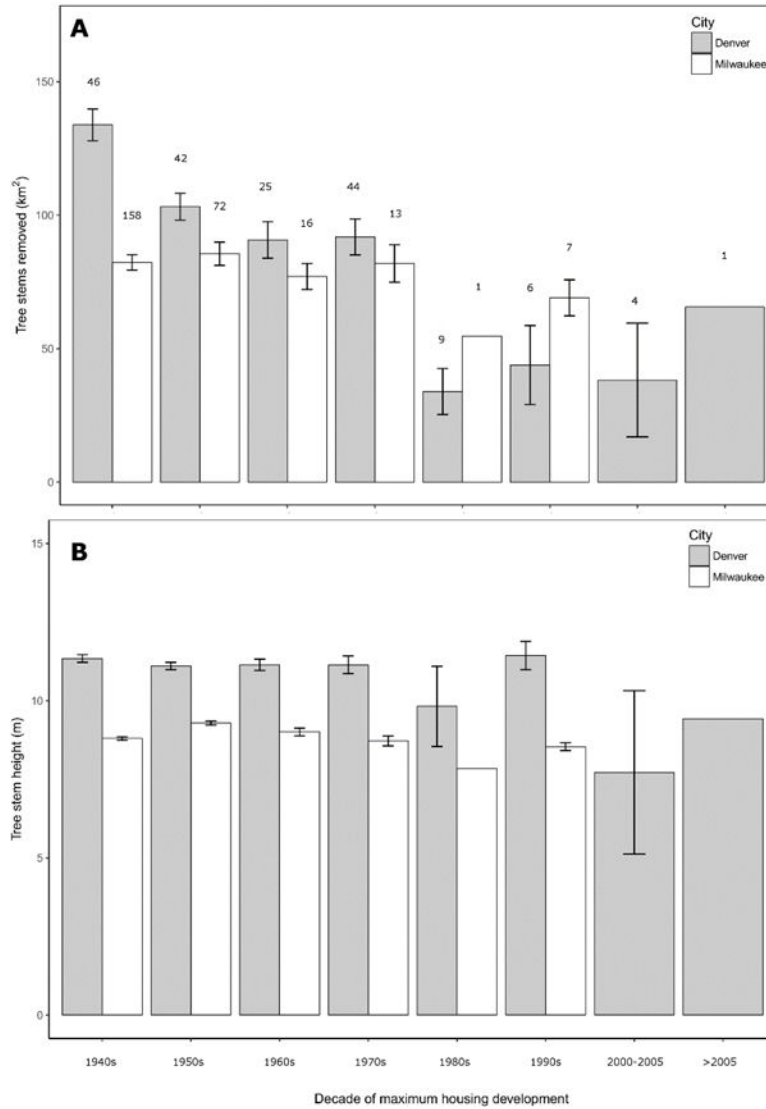 A
City
Denver
Milwaukee
Tree stems removed (km²)
150
100
50
0
46
158
42
72
25
16
44
13
9
1
6
7
4
1
B
City
Denver
Milwaukee
Tree stem height (m)
15
10
5
0
1940s 1950s 1960s 1970s 1980s 1990s 2000-2005 >2005
Decade of maximum housing development